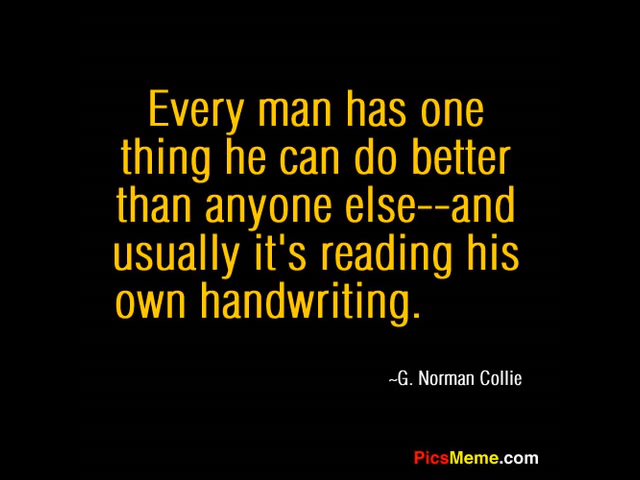 Every man has one
thing he can do better
than anyone else--and
usually it's reading his
own handwriting.
~G. Norman Collie
PicsMeme.com